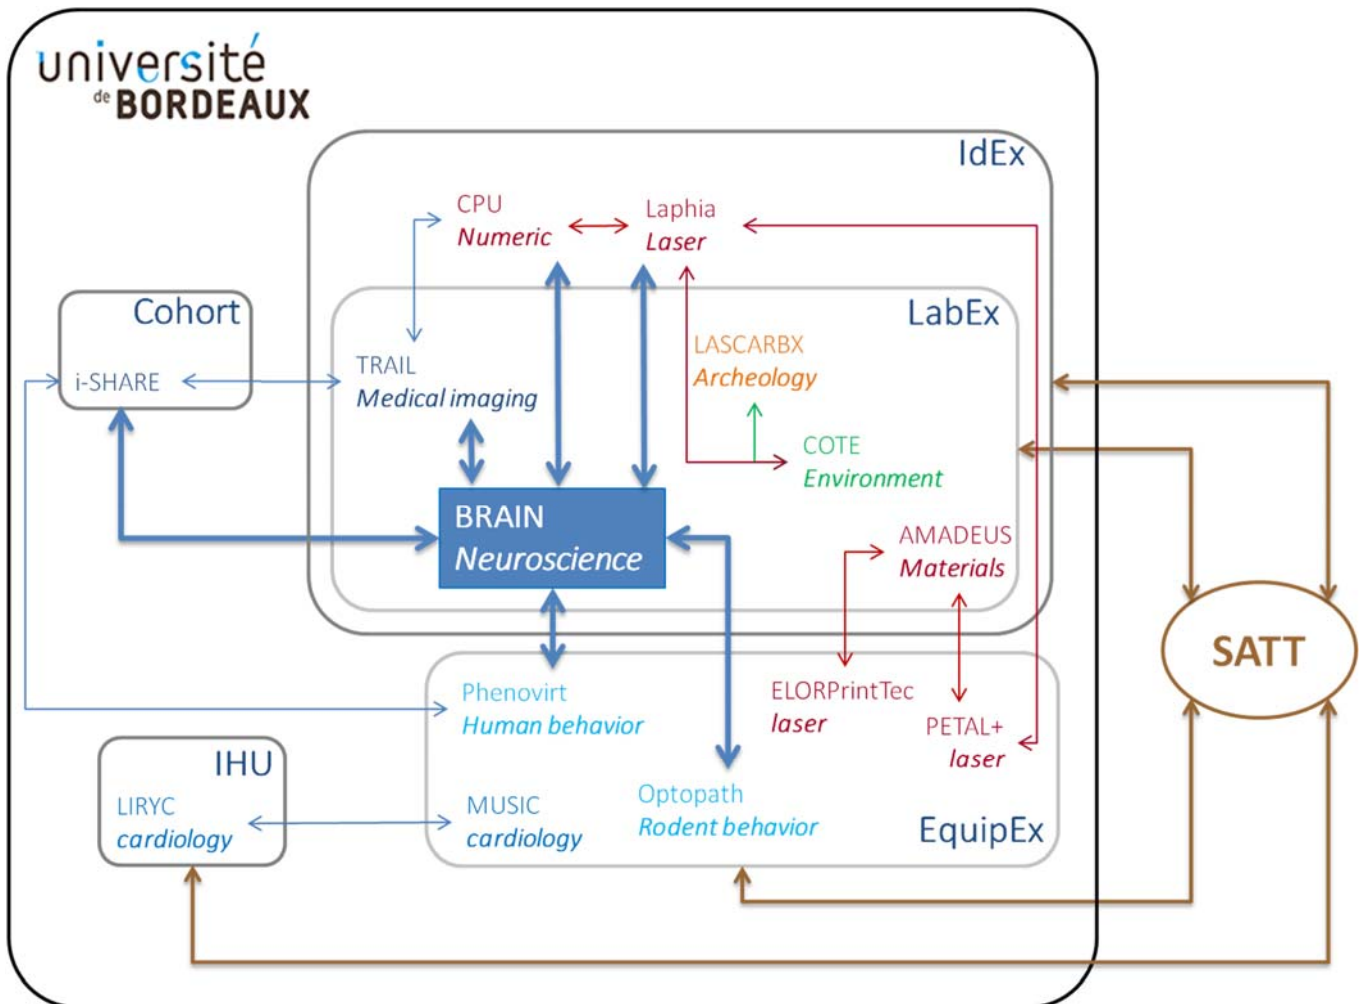 université
de BORDEAUX
IdEx
CPU
Numeric
Laphia
Laser
Cohort
i-SHARE
LabEx
TRAIL
Medical imaging
LASCARBX
Archeology
COTE
Environment
BRAIN
Neuroscience
AMADEUS
Materials
SATT
Phenovirt
Human behavior
ELORPrintTec
laser
PETAL+
laser
IHU
LIRYC
cardiology
MUSIC
cardiology
Optopath
Rodent behavior
EquipEx